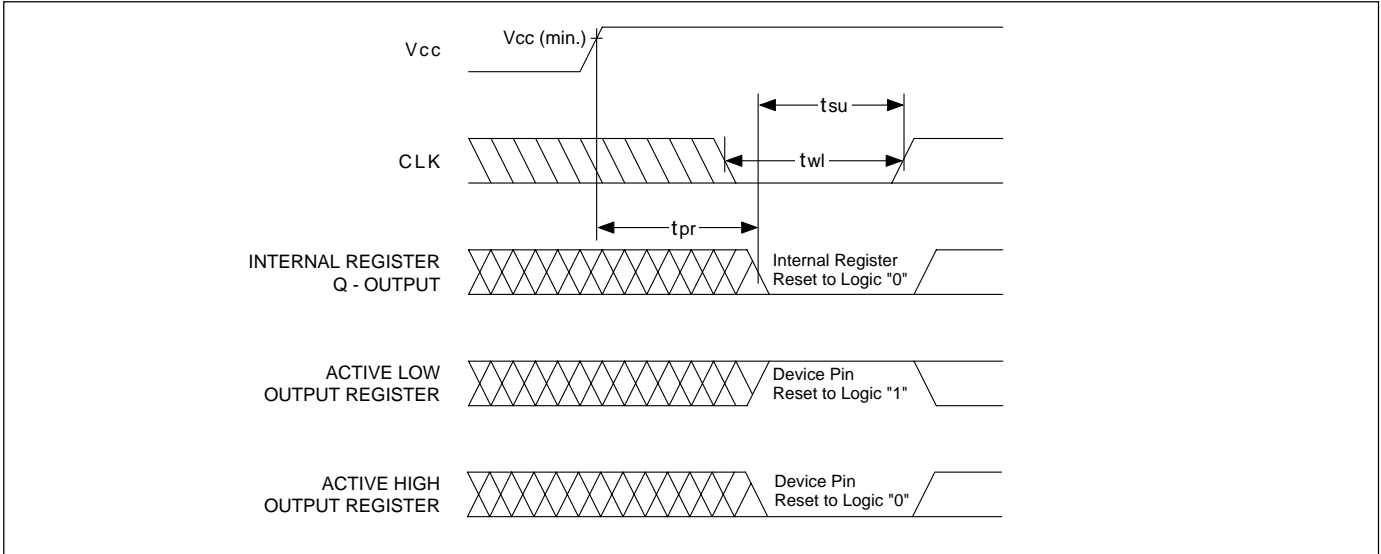 Vcc
Vcc (min.)
tsu
CLK
twl
tpr
INTERNAL REGISTER
Q - OUTPUT
Internal Register
Reset to Logic "0"
ACTIVE LOW
OUTPUT REGISTER
Device Pin
Reset to Logic "1"
ACTIVE HIGH
OUTPUT REGISTER
Device Pin
Reset to Logic "0"